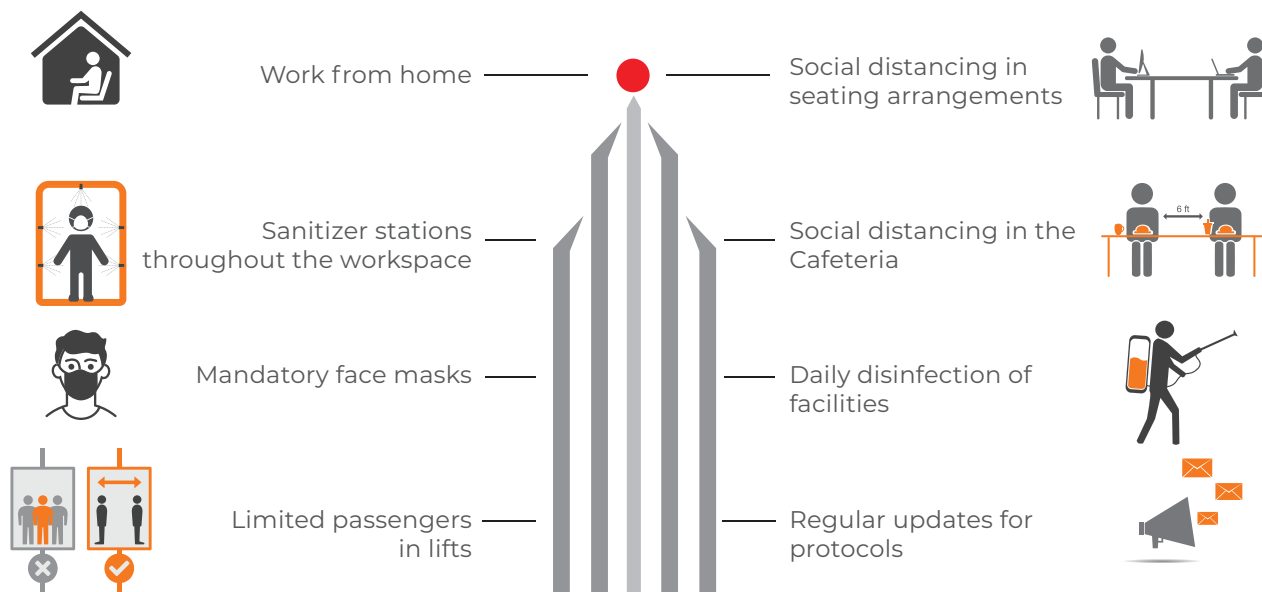 Work from home
Social distancing in
seating arrangements
Sanitizer stations
throughout the workspace
Social distancing in the
Cafeteria
6 ft
Mandatory face masks
Daily disinfection of
facilities
Limited passengers
in lifts
Regular updates for
protocols